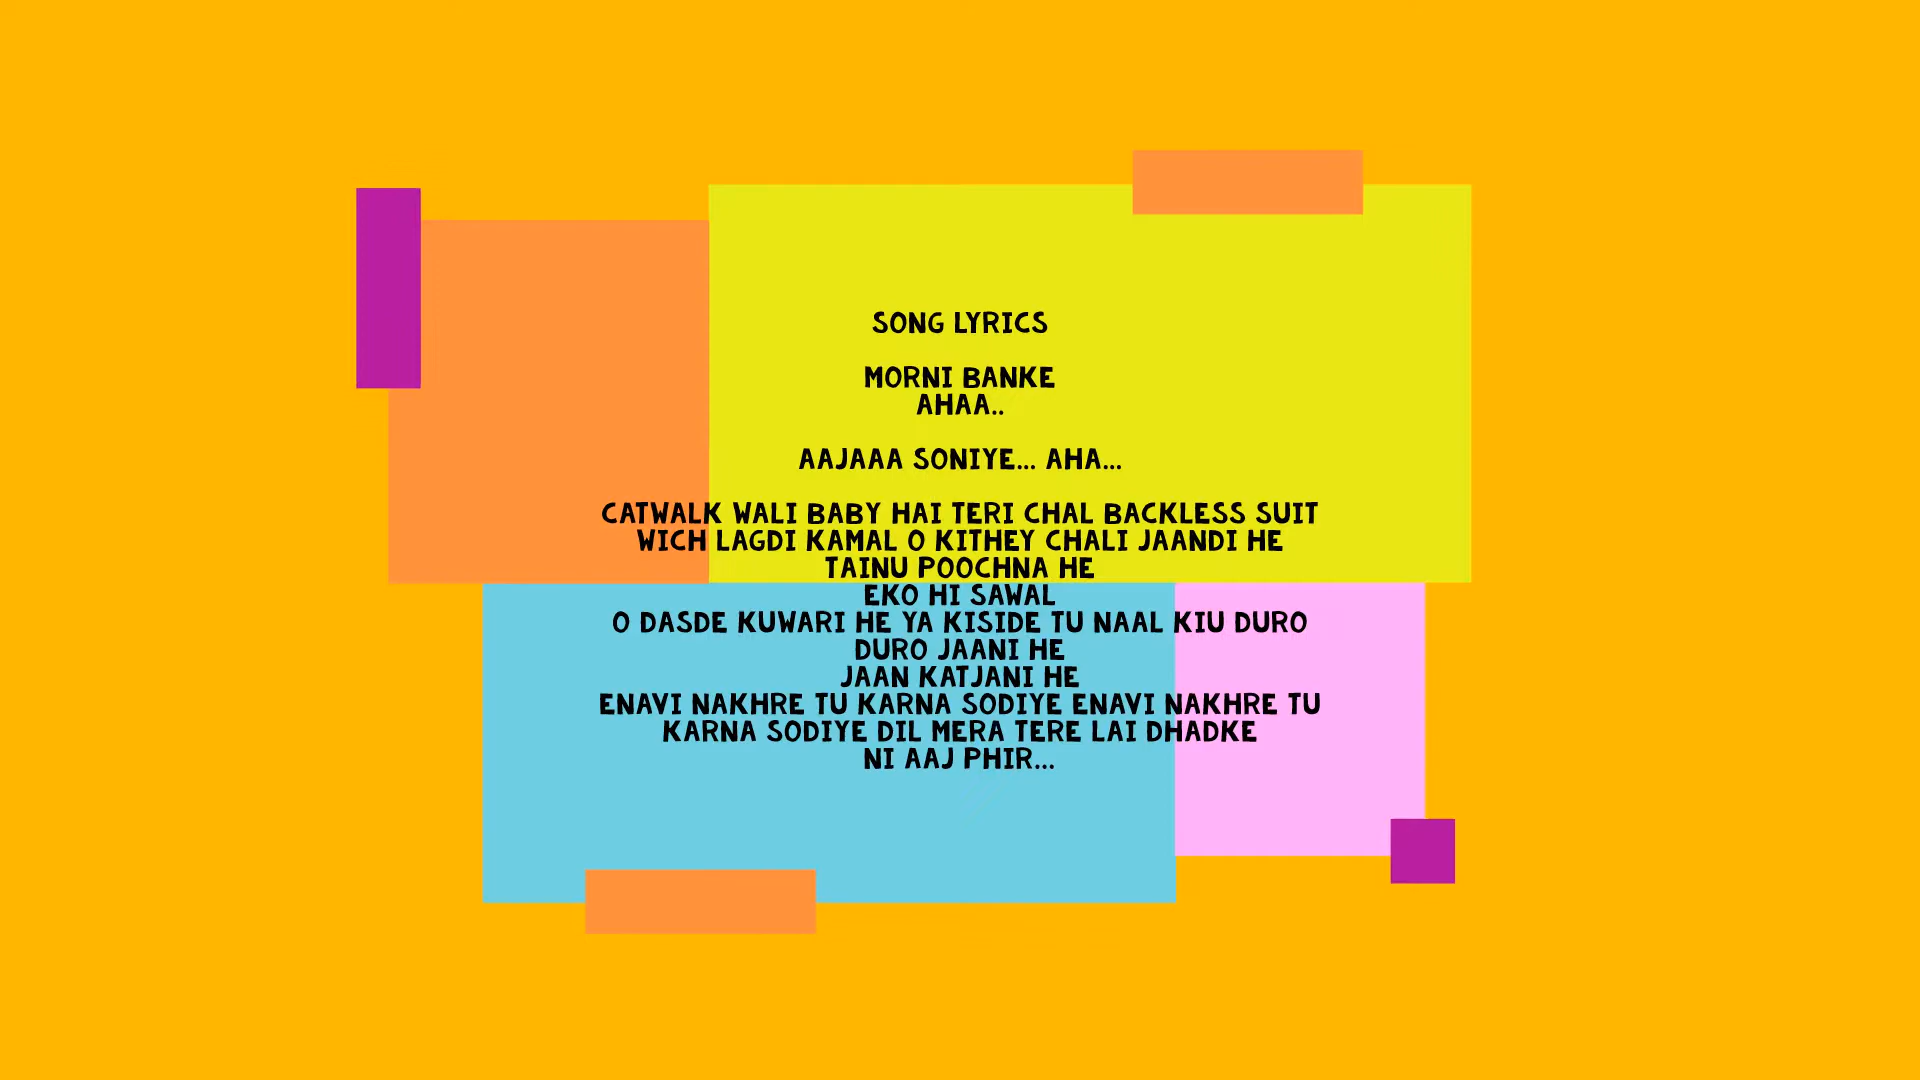 SONG LYRICS
MORNI BANKE
AHAA..
AAJAAA SONIYE... AHA...
CATWALK WALI BABY HAI TERI CHAL BACKLESS SUIT
WICH LAGDI KAMAL O KITHEY CHALI JAANDI HE
TAINU POOCHNA HE
EKO HI SAWAL
O DASDE KUWARI HE YA KISIDE TU NAAL KIU DURO
DURO JAANI HE
JAAN KATJANI HE
ENAVI NAKHRE TU KARNA SODIYE ENAVI NAKHRE TU
KARNA SODIYE DIL MERA TERE LAI DHADKE
NI AAJ PHIR...